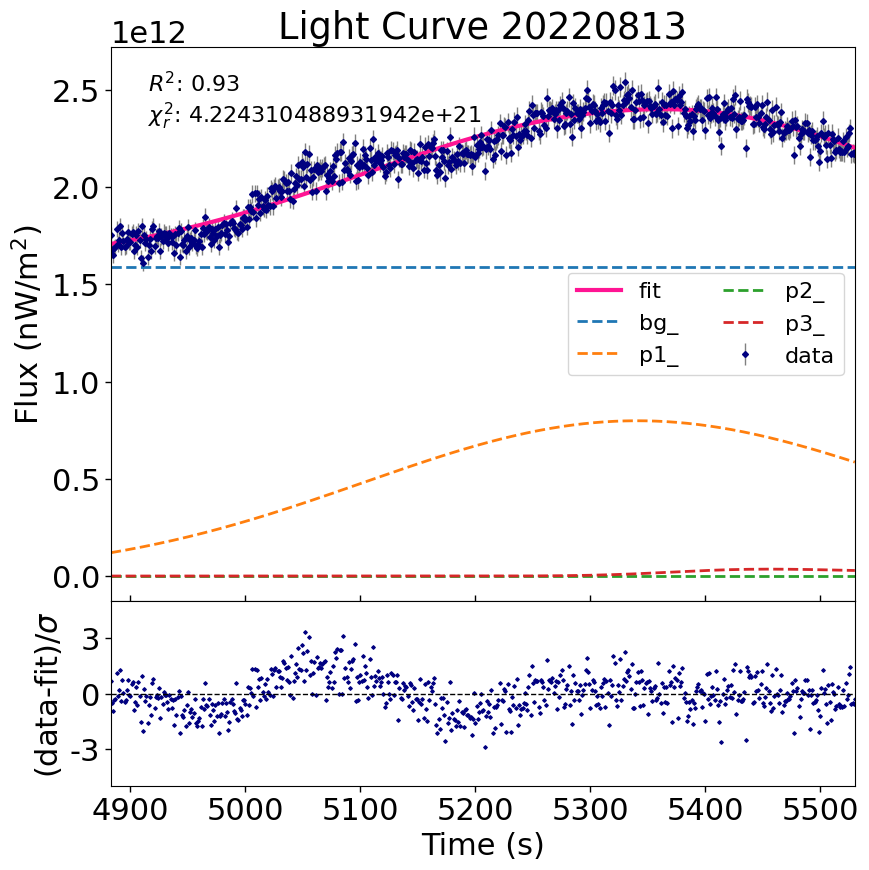 Light Curve 20220813
1e12
R²: 0.93
χ²ᵣ: 4.224310488931942e+21
Flux (nW/m²)
2.5
2.0
1.5
1.0
0.5
0.0
fit
bg_
p1_
p2_
p3_
data
(data-fit)/σ
3
0
-3
4900 5000 5100 5200 5300 5400 5500
Time (s)